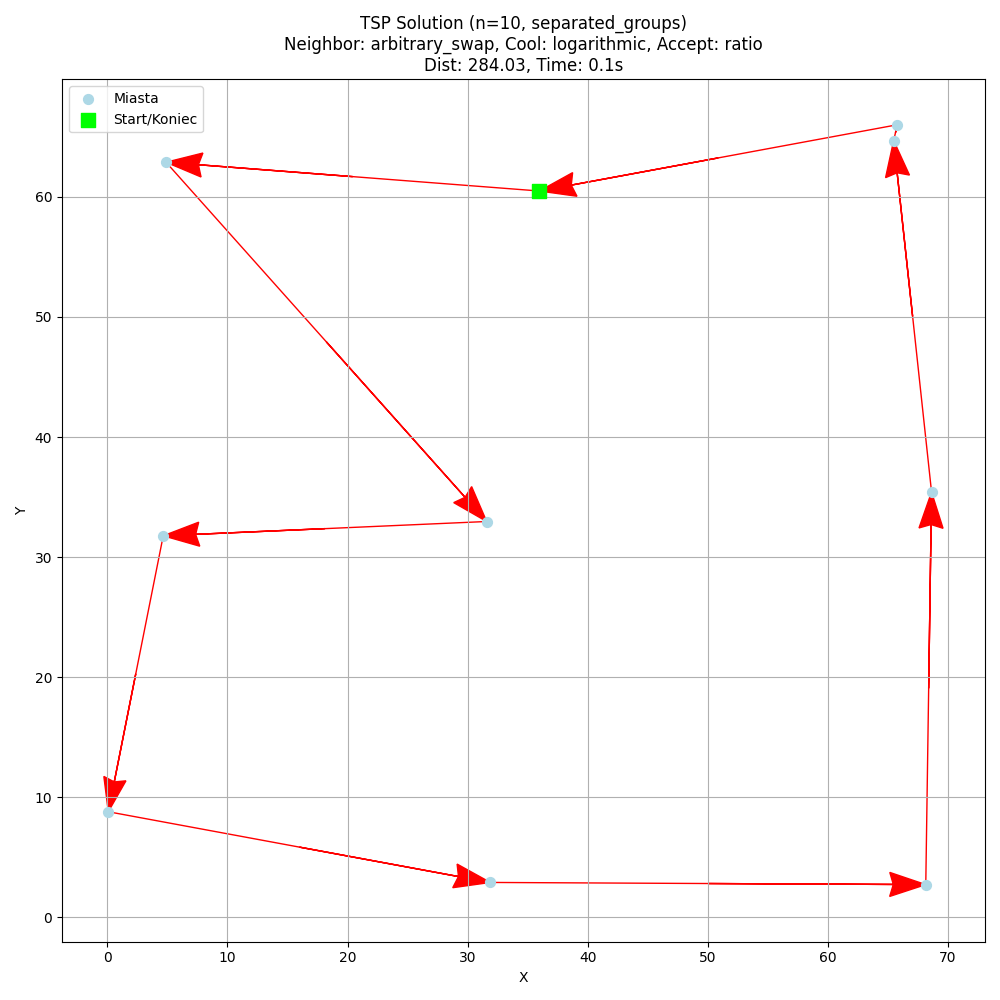 TSP Solution (n=10, separated_groups)
Neighbor: arbitrary_swap, Cool: logarithmic, Accept: ratio
Dist: 284.03, Time: 0.1s
Miasta
Start/Koniec
60
50
40
30
20
10
0
Y
0 10 20 30 40 50 60 70
X